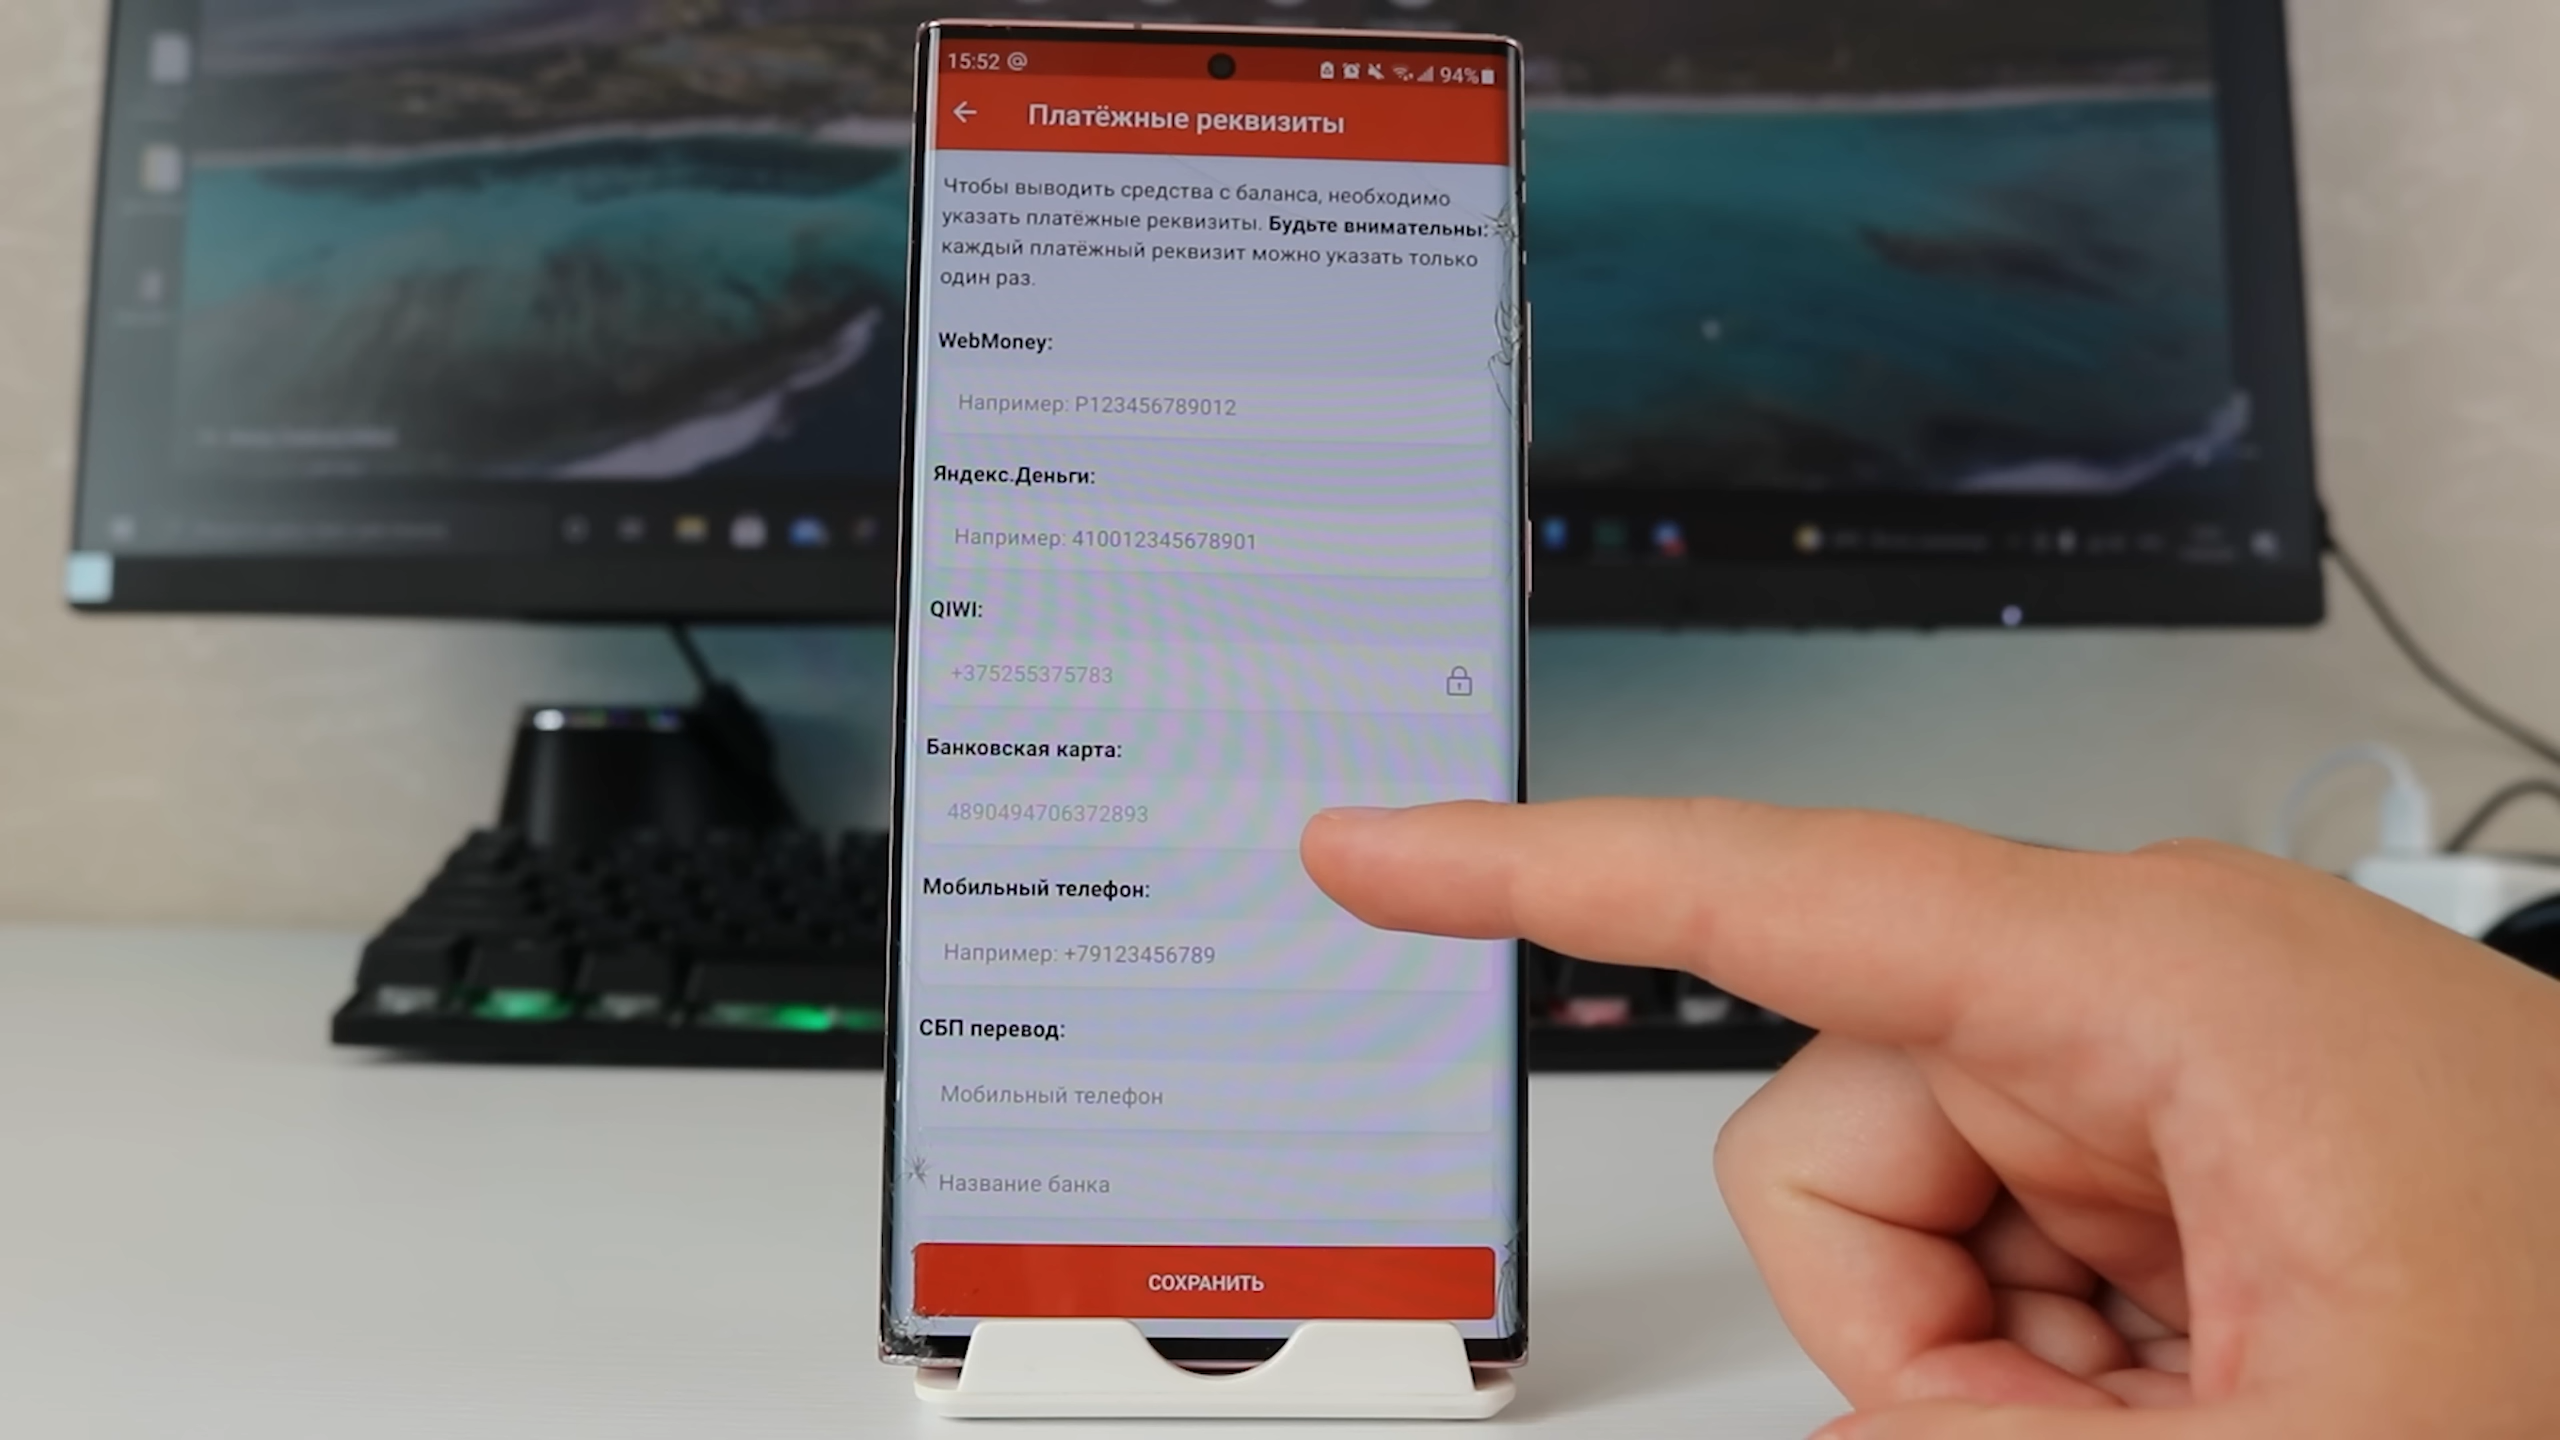 15:52 @
94%
Платёжные реквизиты
Чтобы выводить средства с баланса, необходимо
указать платёжные реквизиты. Будьте внимательны:
каждый платёжный реквизит можно указать только
один раз.
WebMoney:
Например: P123456789012
Яндекс.Деньги:
Например: 410012345678901
QIWI:
+375255375783
Банковская карта:
4890494706372893
Мобильный телефон:
Например: +79123456789
СБП перевод:
Мобильный телефон
Название банка
СОХРАНИТЬ